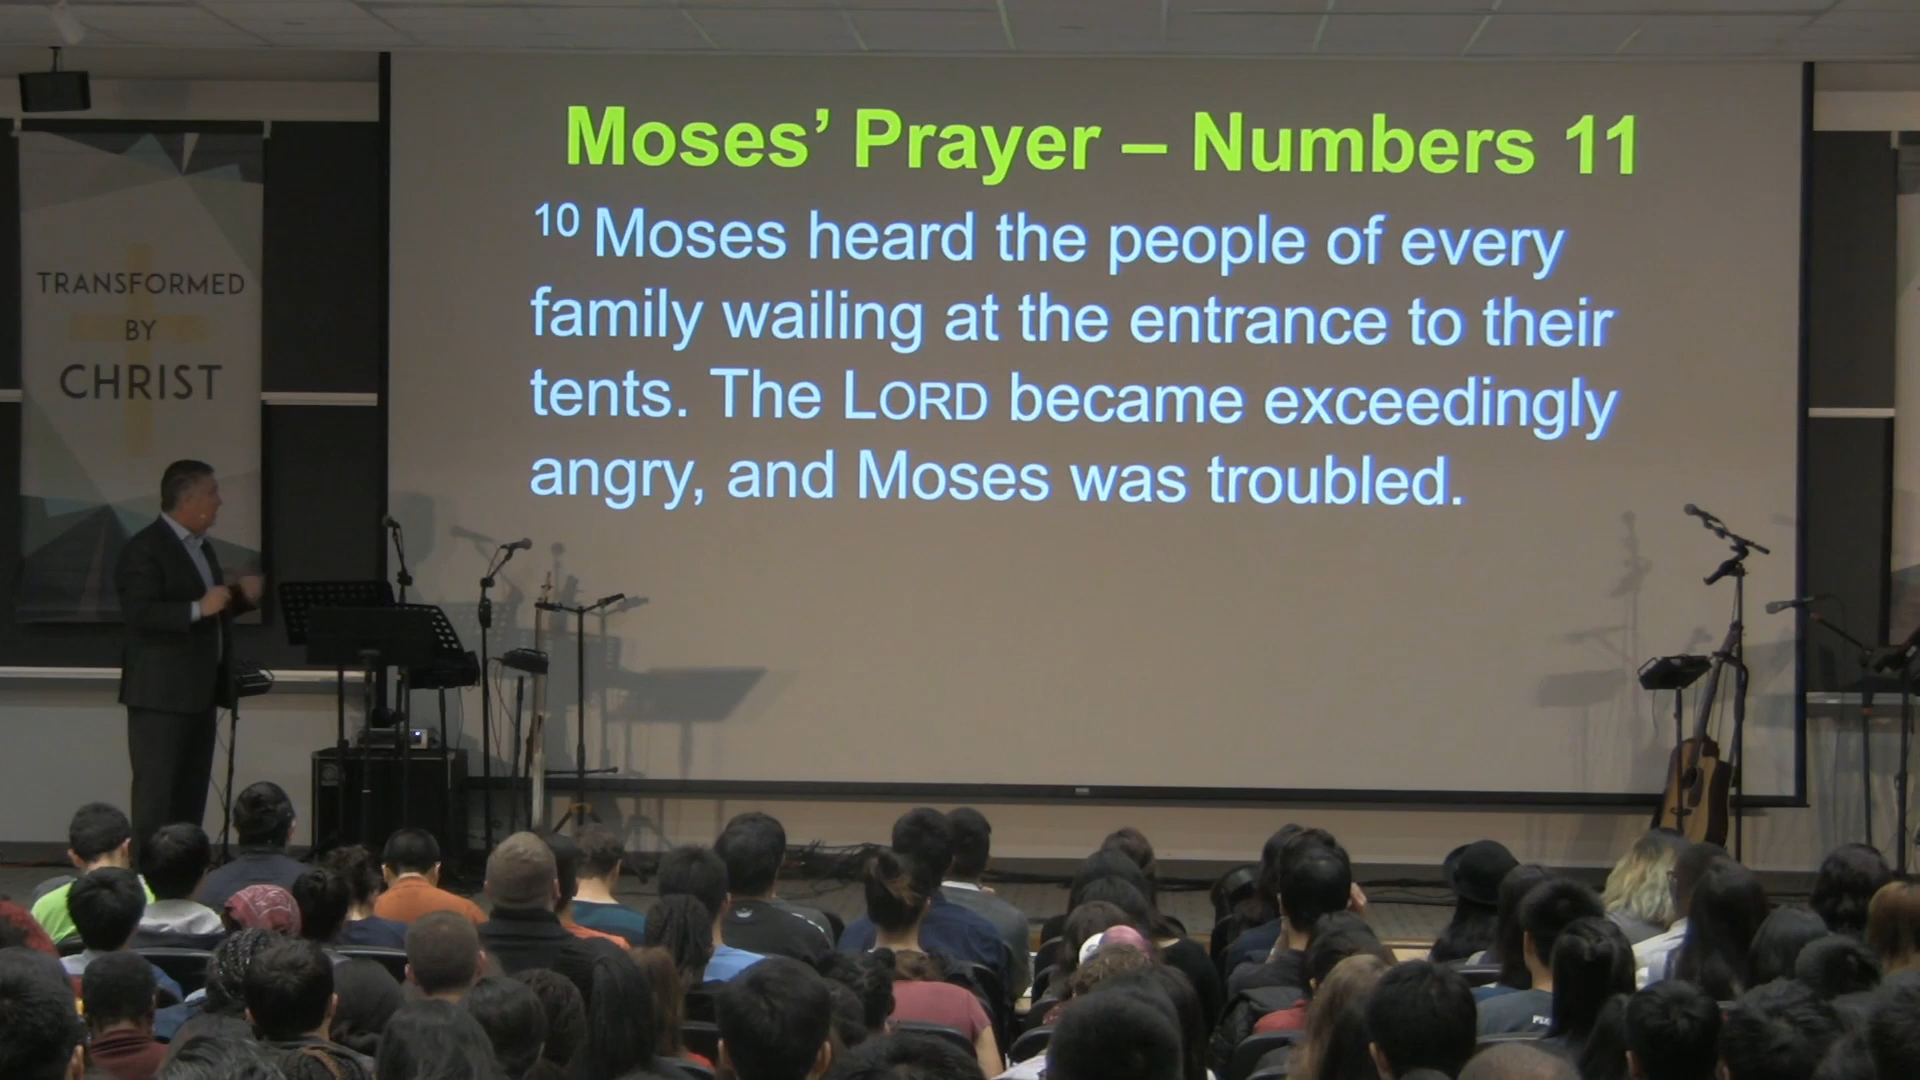 Moses’ Prayer – Numbers 11
10 Moses heard the people of every
family wailing at the entrance to their
tents. The LORD became exceedingly
angry, and Moses was troubled.
TRANSFORMED
BY
CHRIST